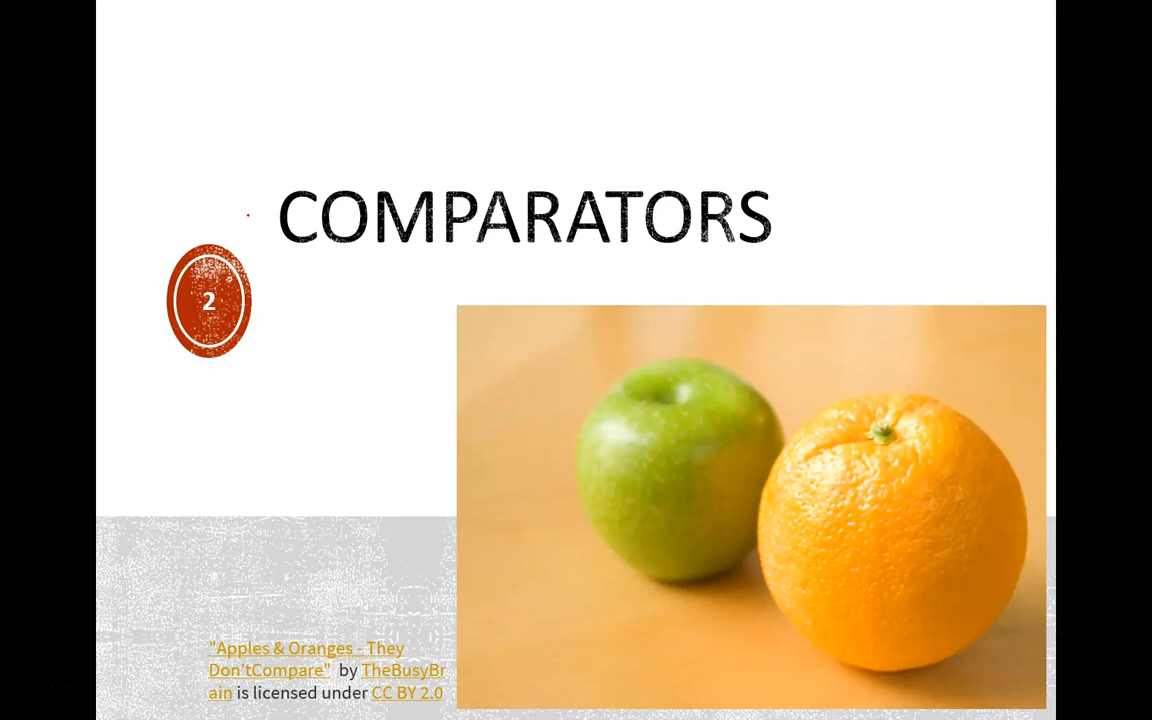 COMPARATORS
2
"Apples & Oranges - They
Don'tCompare" by TheBusyBr
ain is licensed under CC BY 2.0